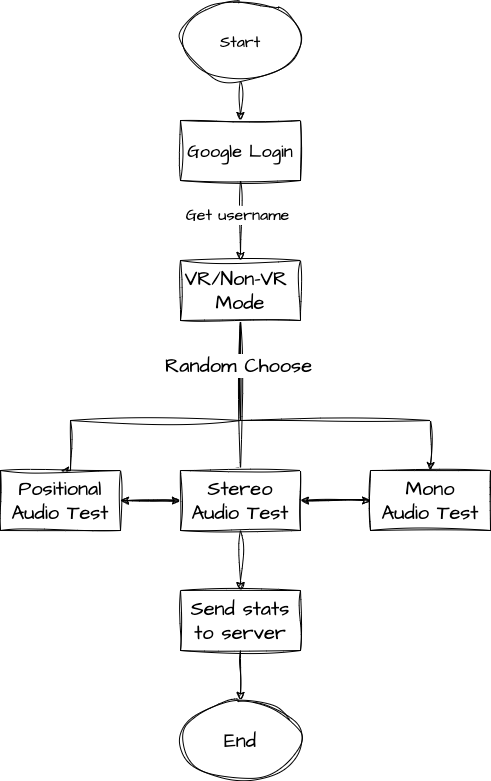 Start
Google Login
Get username
VR/Non-VR
Mode
Random Choose
Positional
Audio Test
Stereo
Audio Test
Mono
Audio Test
Send stats
to server
End